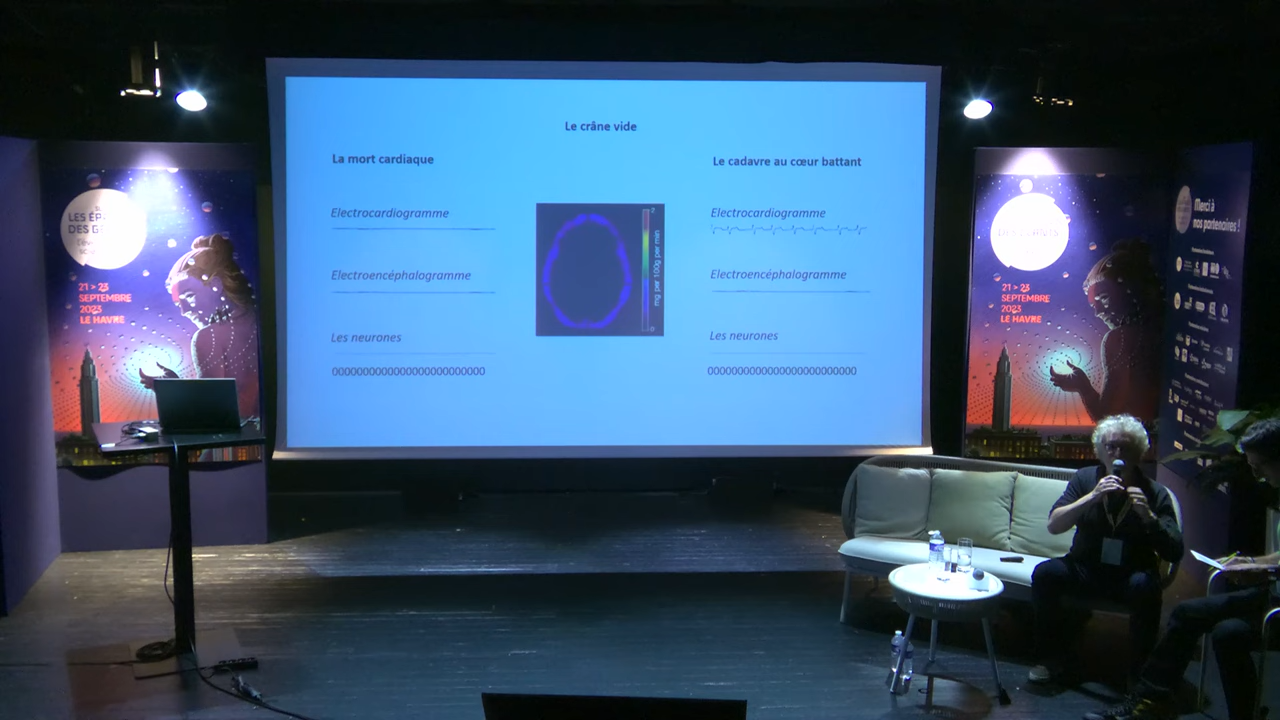 Le crâne vide
La mort cardiaque
Le cadavre au cœur battant
Electrocardiogramme
Electrocardiogramme
Electroencéphalogramme
Electroencéphalogramme
Les neurones
Les neurones
mg per 100g per min
LES
DES
21 > 23
SEPTEMBRE
2023
LE HAVRE
21 > 23
SEPTEMBRE
2023
LE HAVRE
Merci à
nos partenaires !